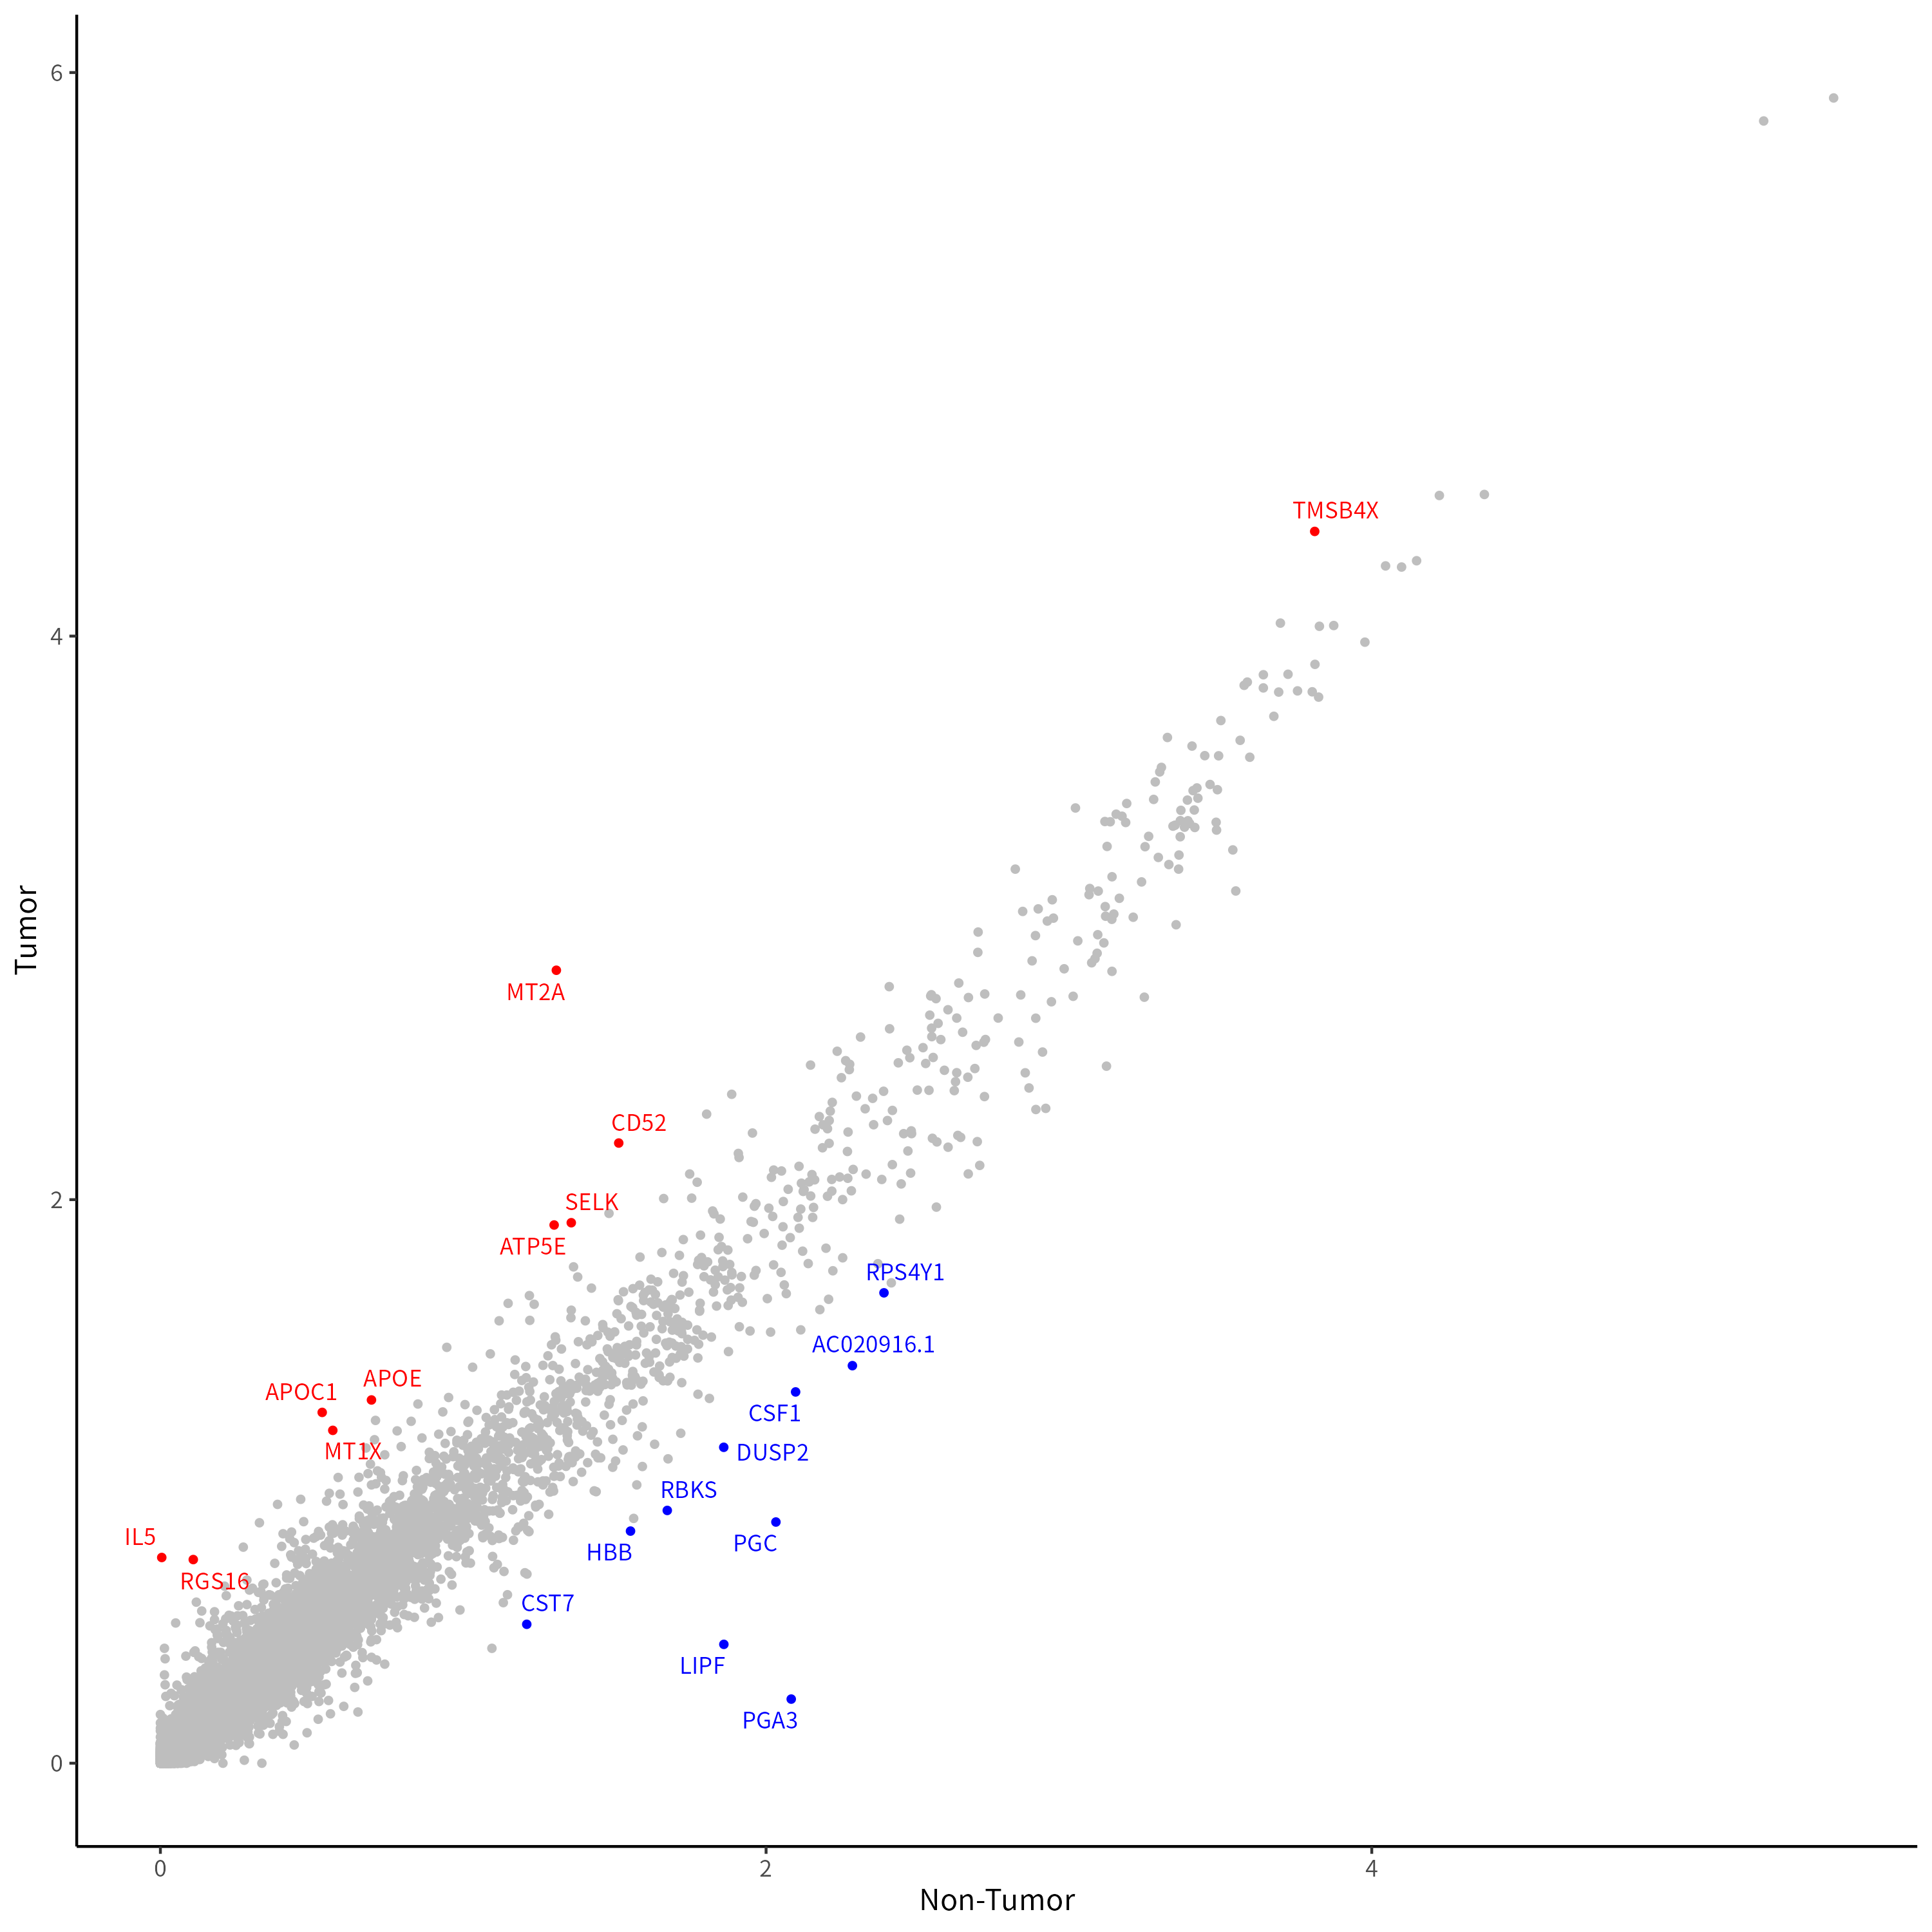 6
TMSB4X
4
Tumor
MT2A
CD52
2
SELK
ATP5E
RPS4Y1
AC020916.1
APOE
APOC1
CSF1
MT1X
DUSP2
RBKS
IL5
PGC
HBB
RGS16
CST7
LIPF
PGA3
0
0
2
4
Non-Tumor